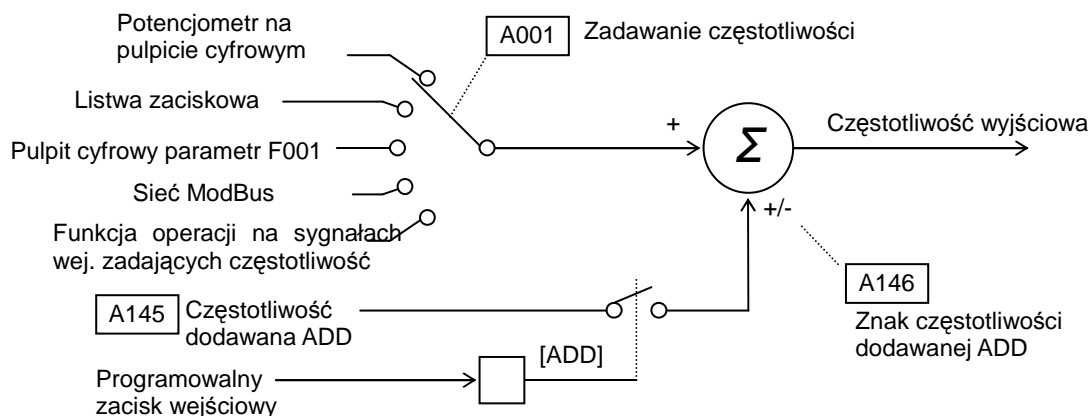 Potencjometr na
pulpicie cyfrowym
A001
Zadawanie częstotliwości
Listwa zaciskowa
Pulpit cyfrowy parametr F001
Sieć ModBus
Funkcja operacji na sygnałach
wej. zadających częstotliwość
+
Σ
Częstotliwość wyjściowa
+/-
A146
Znak częstotliwości
dodawanej ADD
A145
Częstotliwość
dodawana ADD
[ADD]
Programowalny
zacisk wejściowy